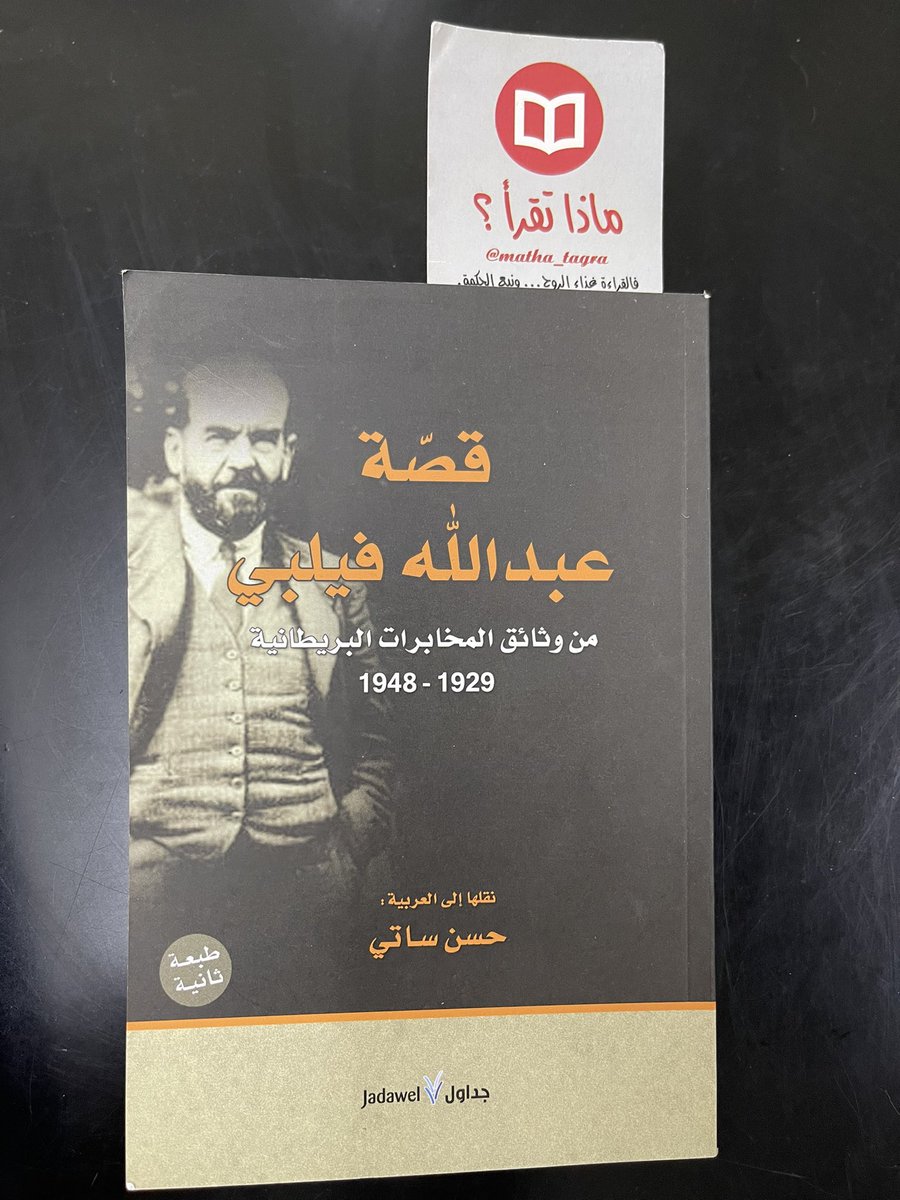 ماذا تقرأ ؟
@matha_tagra
فالقراءة غذاء الروح... ونبع الحكمة.
قصّة
عبدالله فيلبي
من وثائق المخابرات البريطانية
1929 - 1948
نقلها إلى العربية :
حسن ساتي
طبعة
ثانية
جداول Jadawel